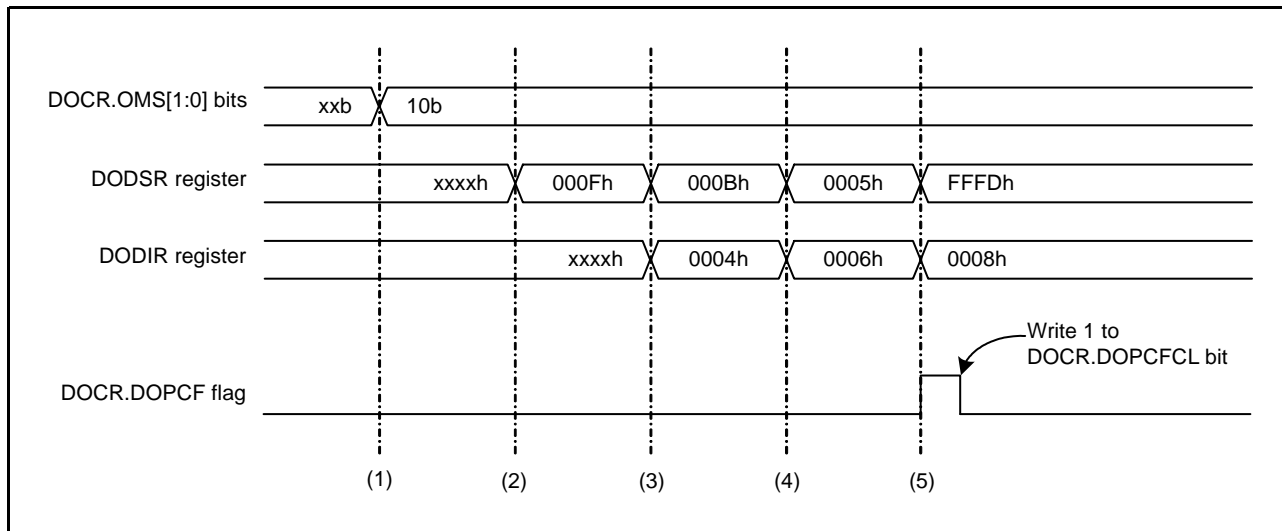 DOCR.OMS[1:0] bits xxb 10b
DODSR register xxxxh 000Fh 000Bh 0005h FFFDh
DODIR register xxxxh 0004h 0006h 0008h
Write 1 to
DOCR.DOPCFCL bit
DOCR.DOPCF flag
(1) (2) (3) (4) (5)